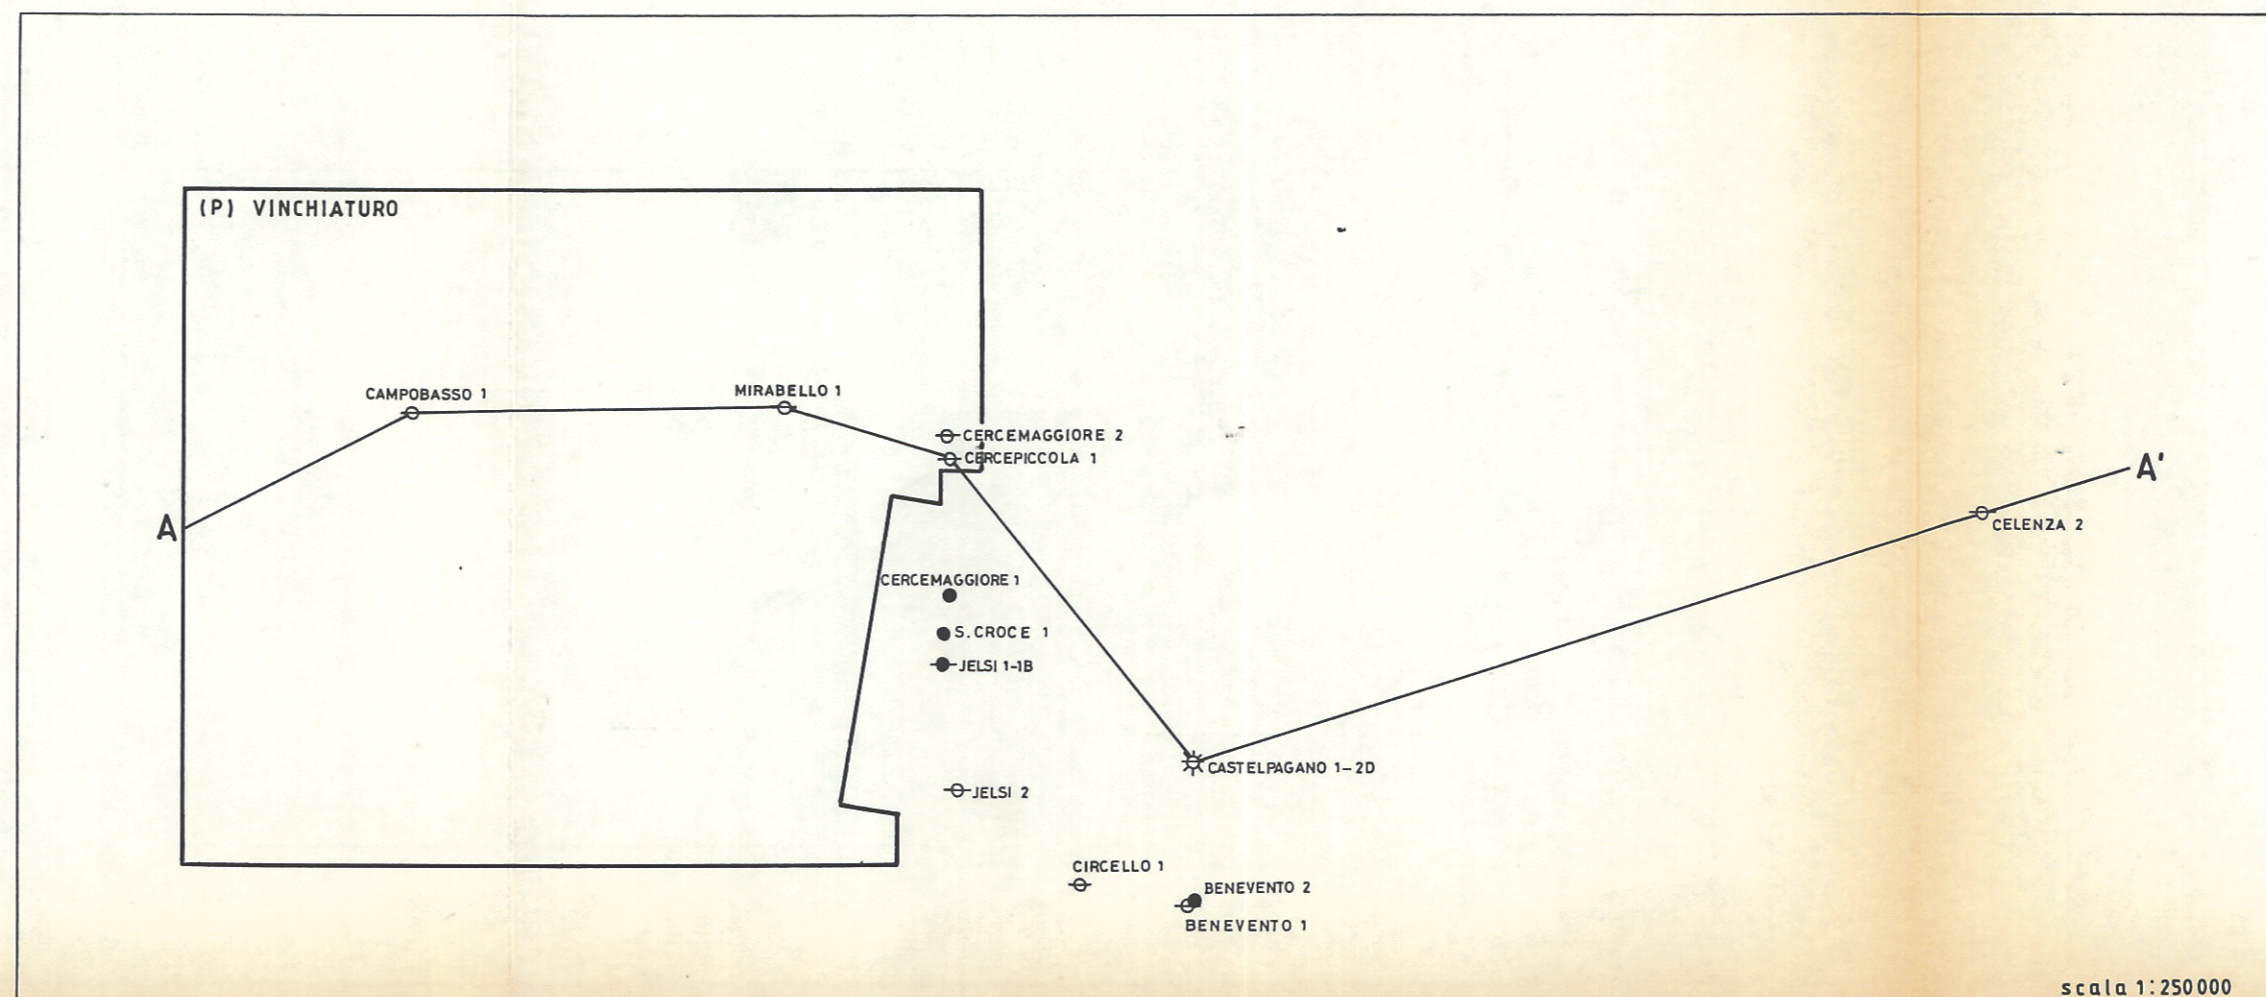 (P) VINCHIATURO
CAMPOBASSO 1
MIRABELLO 1
CERCEMAGGIORE 2
CERCEPICCOLA 1
A'
A
CELENZA 2
CERCEMAGGIORE 1
S. CROCE 1
JELSI 1-1B
CASTELPAGANO 1-2D
JELSI 2
CIRCELLO 1
BENEVENTO 2
BENEVENTO 1
scala 1:250000